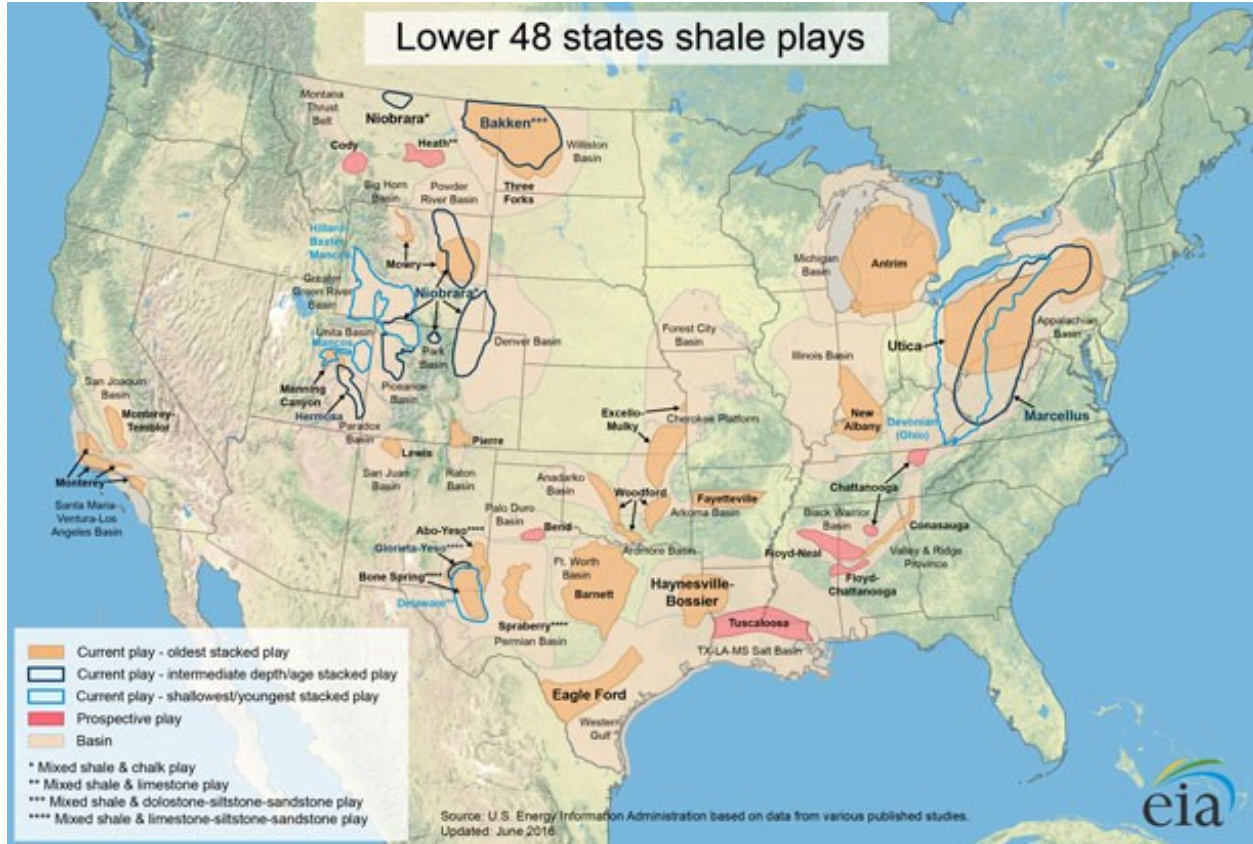 Lower 48 states shale plays
Montana
Thrust
Belt
Niobrara*
Bakken***
Cody
Heath**
Williston
Basin
Big Horn
Basin
Powder
River Basin
Three
Forks
Hilliard-
Baxter-
Mancos
Mowry
Michigan
Basin
Antrim
Greater
Green River
Basin
Niobrara*
Uinta Basin
Mancos
Park
Basin
Denver Basin
Forest City
Basin
Illinois Basin
Utica
Appalachian
Basin
San Joaquin
Basin
Manning
Canyon
Hermosa
Piceance
Basin
Monterey-
Temblor
Paradox
Basin
Excello-
Mulky
Cherokee Platform
New
Albany
Devonian
(Ohio)
Marcellus
Pierre
Lewis
Monterey
San Juan
Basin
Raton
Basin
Anadarko
Basin
Woodford
Fayetteville
Arkoma Basin
Chattanooga
Santa Maria-
Ventura-Los
Angeles Basin
Palo Duro
Basin
Black Warrior
Basin
Conasauga
Abo-Yeso****
Bend
Ardmore Basin
Glorieta-Yeso****
Floyd-Neal
Valley & Ridge
Province
Bone Spring****
Ft. Worth
Basin
Barnett
Haynesville-
Bossier
Floyd-
Chattanooga
Delaware**
Spraberry****
Permian Basin
Tuscaloosa
TX-LA-MS Salt Basin
Eagle Ford
Western
Gulf
Current play - oldest stacked play
Current play - intermediate depth/age stacked play
Current play - shallowest/youngest stacked play
Prospective play
Basin
* Mixed shale & chalk play
** Mixed shale & limestone play
*** Mixed shale & dolostone-siltstone-sandstone play
**** Mixed shale & limestone-siltstone-sandstone play
Source: U.S. Energy Information Administration based on data from various published studies.
Updated: June 2016
eia